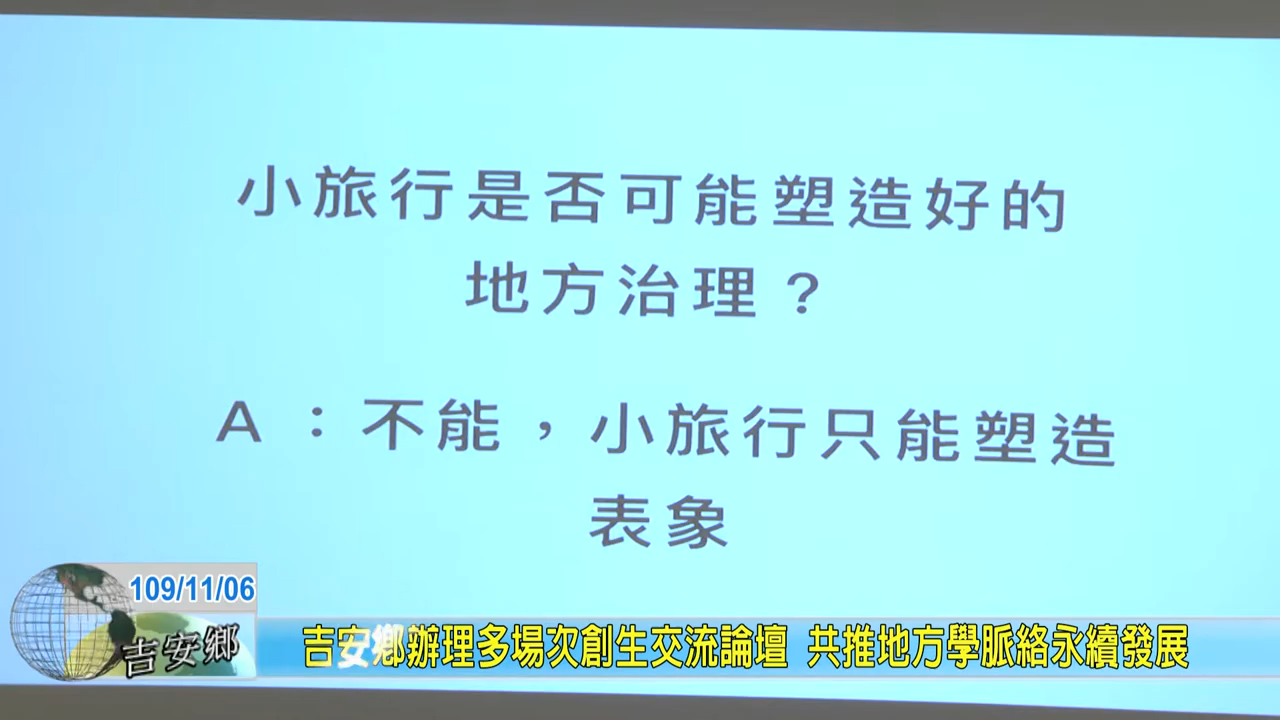 小旅行是否可能塑造好的
地方治理？
A：不能，小旅行只能塑造
表象
109/11/06
吉安鄉
吉安鄉辦理多場次創生交流論壇 共推地方學脈絡永續發展